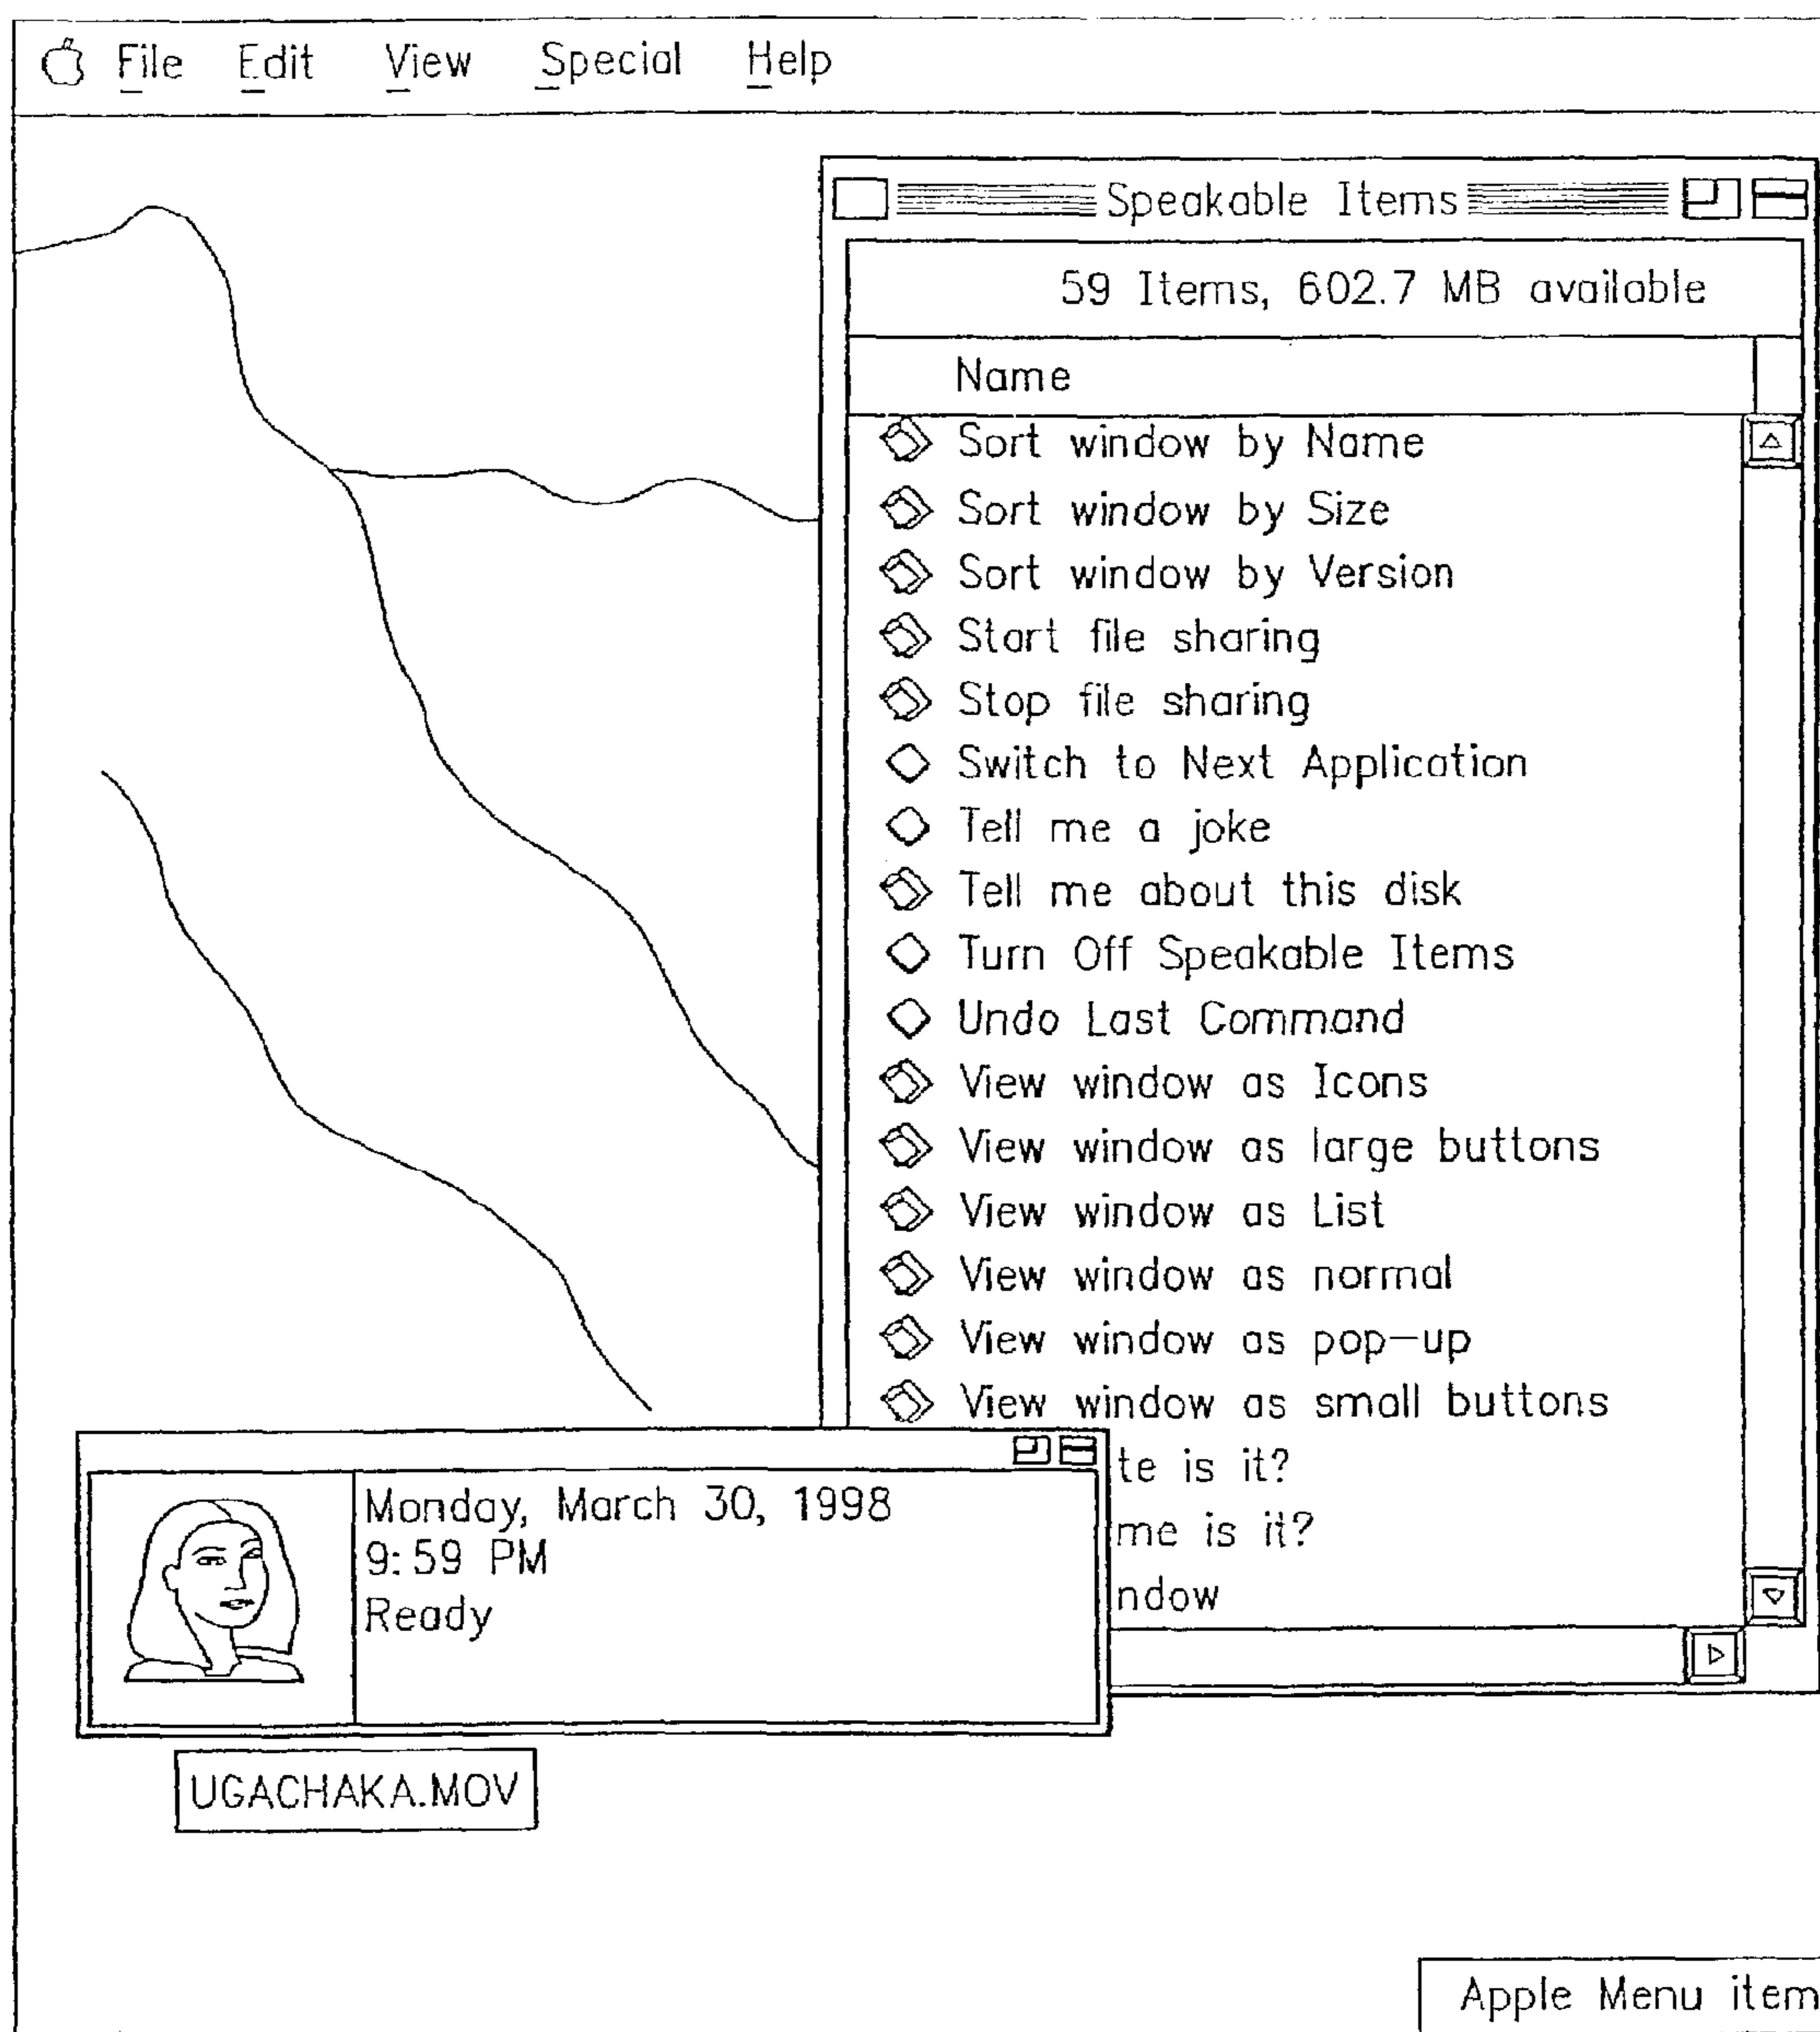 File Edit View Special Help
Speakable Items
59 Items, 602.7 MB available
Name
Sort window by Name
Sort window by Size
Sort window by Version
Start file sharing
Stop file sharing
Switch to Next Application
Tell me a joke
Tell me about this disk
Turn Off Speakable Items
Undo Last Command
View window as Icons
View window as large buttons
View window as List
View window as normal
View window as pop-up
View window as small buttons
te is it?
me is it?
ndow
Monday, March 30, 1998
9:59 PM
Ready
UGACHAKA.MOV
Apple Menu item